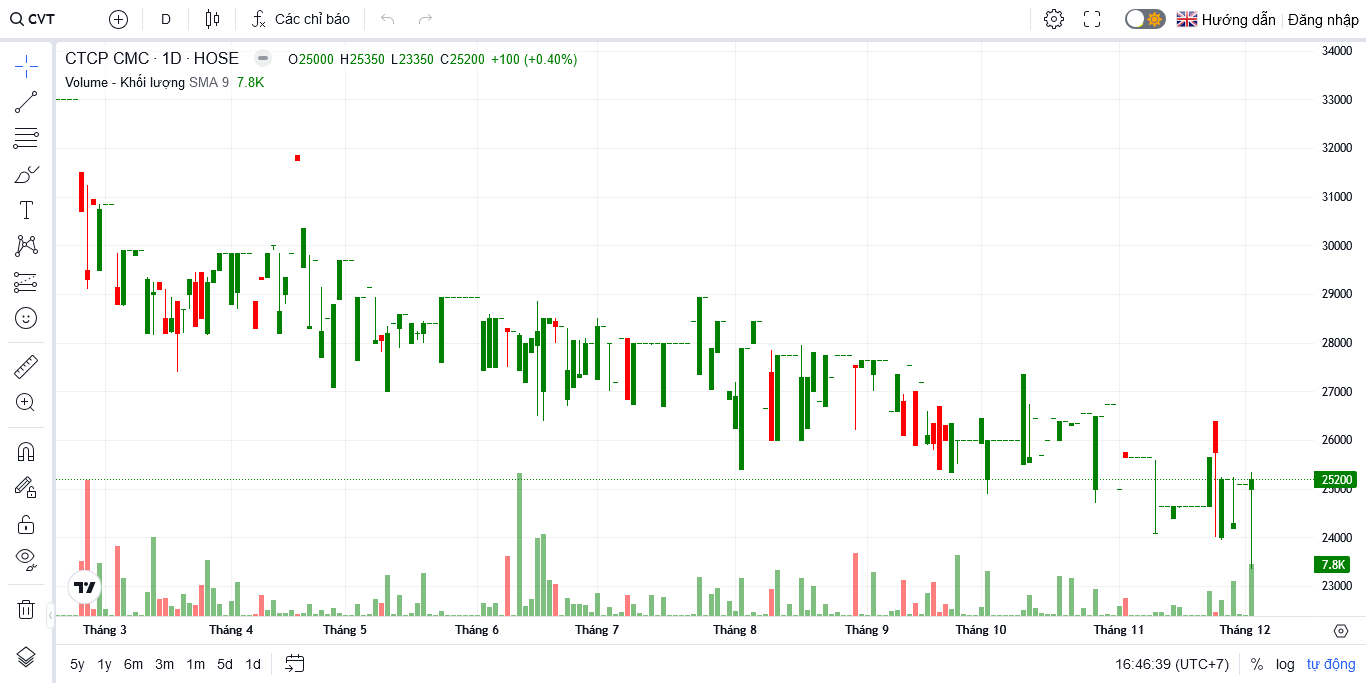 CVT D Các chỉ báo Hướng dẫn Đăng nhập
CTCP CMC · 1D · HOSE O25000 H25350 L23350 C25200 +100 (+0.40%)
Volume - Khối lượng SMA 9 7.8K
34000
33000
32000
31000
30000
29000
28000
27000
26000
25200
25000
24000
7.8K
23000
Tháng 3 Tháng 4 Tháng 5 Tháng 6 Tháng 7 Tháng 8 Tháng 9 Tháng 10 Tháng 11 Tháng 12
5y 1y 6m 3m 1m 5d 1d 16:46:39 (UTC+7) % log tự động